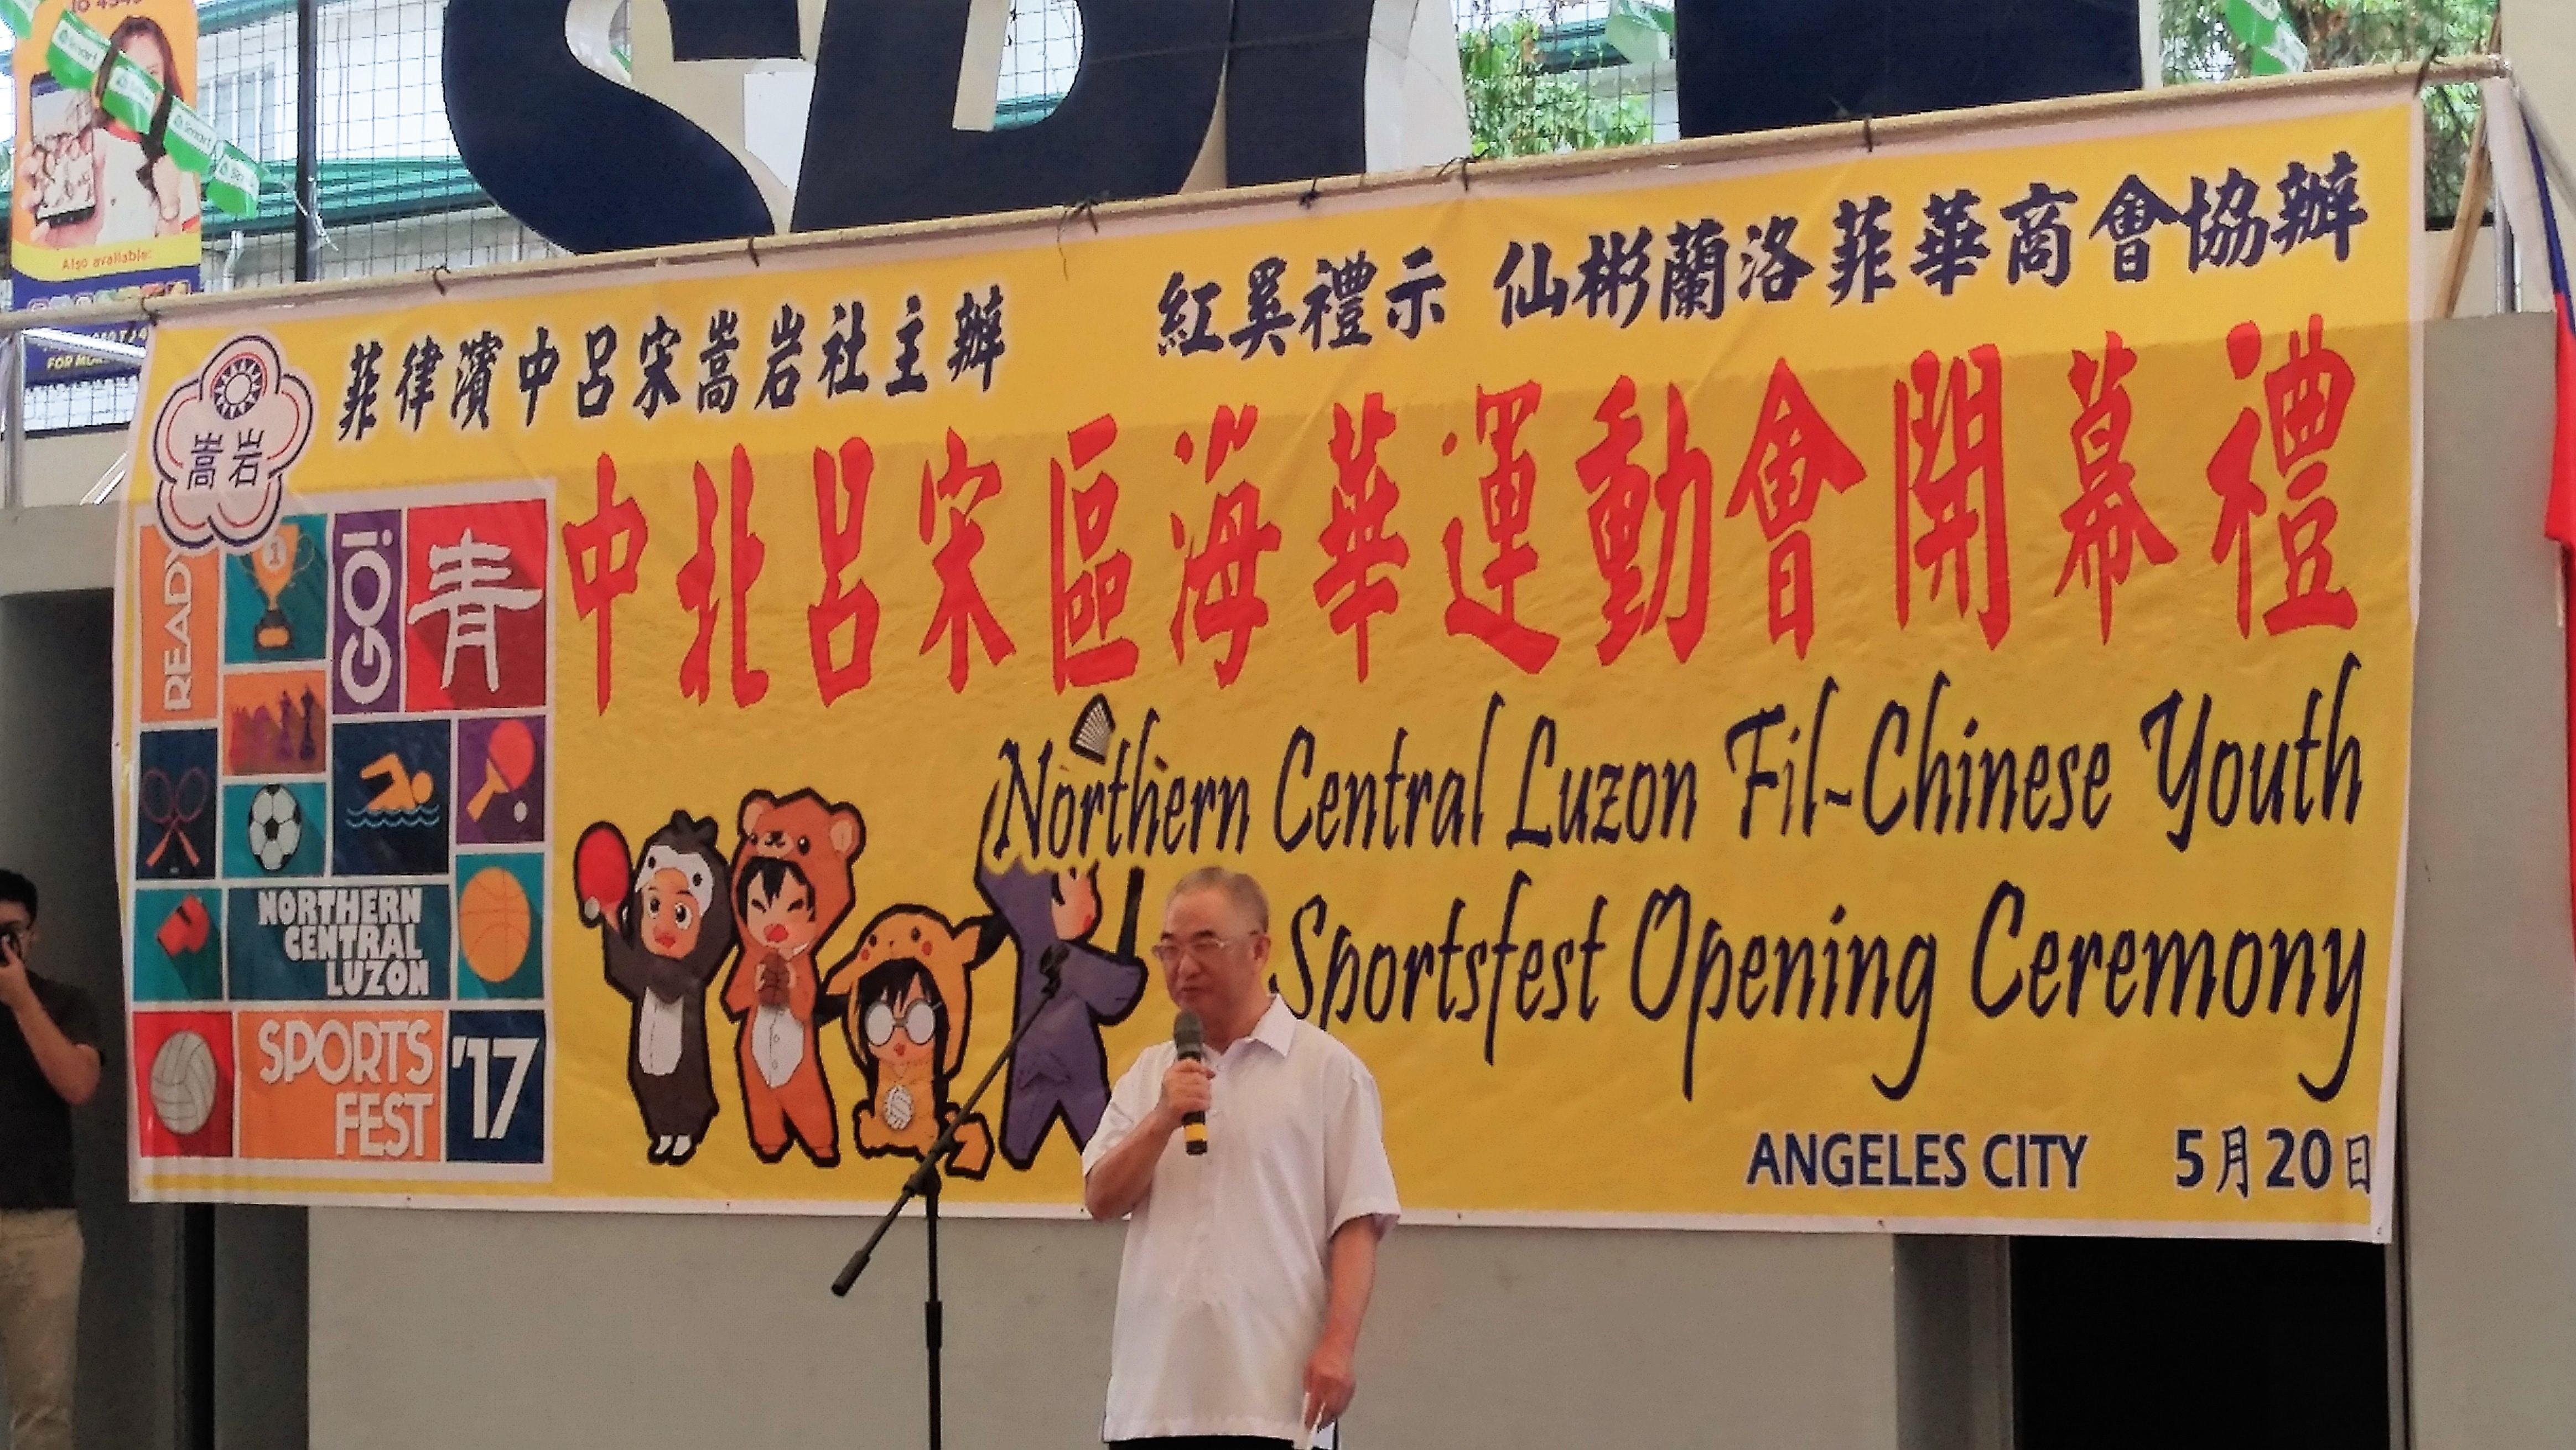 Also available:
smart
菲律濱中呂宋嵩岩社主辦
紅奚禮示 仙彬蘭洛菲華商會協辦
嵩岩
中北呂宋區海華運動會開幕禮
READY
GO!
青
Northern Central Luzon Fil-Chinese Youth
Sportsfest Opening Ceremony
NORTHERN
CENTRAL
LUZON
SPORTS
FEST
'17
ANGELES CITY 5月20日